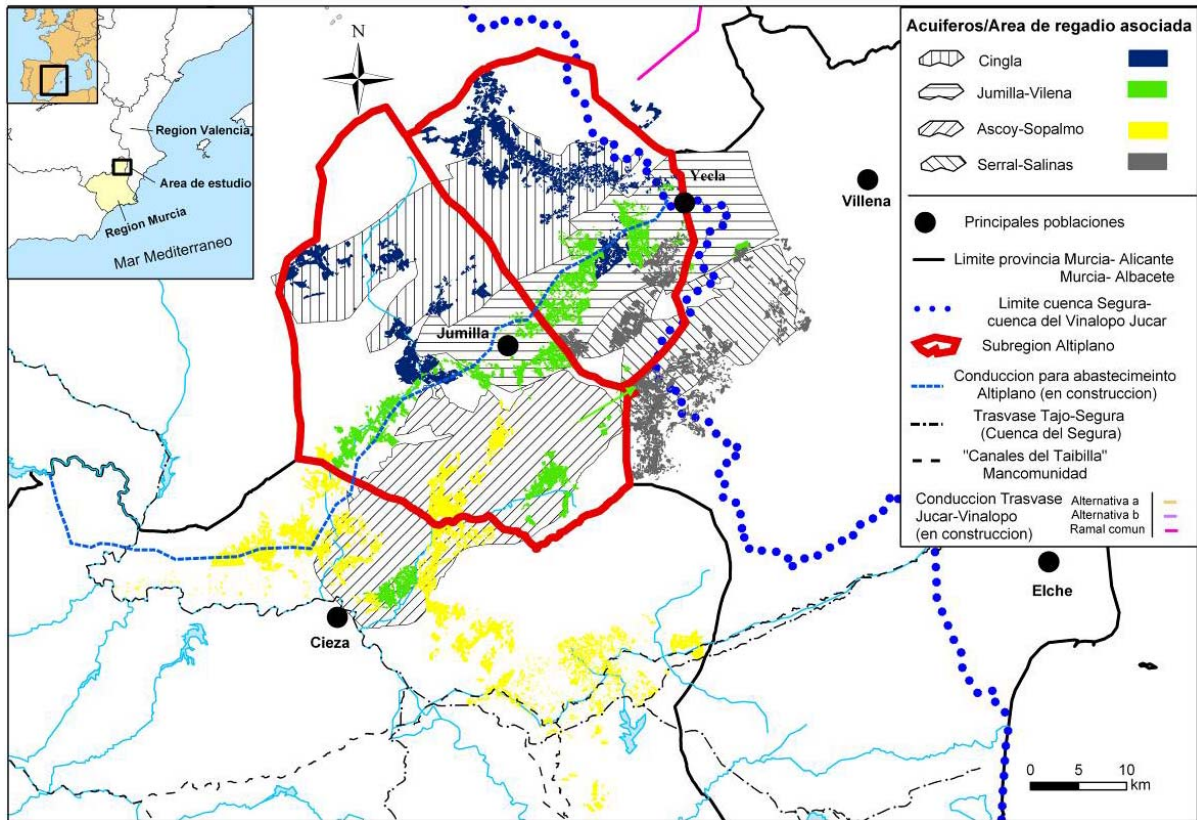 Region Valencia
Area de estudio
Region Murcia
Mar Mediterraneo
N
Yecla
Villena
Jumilla
Cieza
Elche
0 5 10
km
Acuiferos/Area de regadio asociada
Cingla
Jumilla-Vilena
Ascoy-Sopalmo
Serral-Salinas
Principales poblaciones
Limite provincia Murcia- Alicante
Murcia- Albacete
Limite cuenca Segura-
cuenca del Vinalopo Jucar
Subregion Altiplano
Conduccion para abastecimeinto
Altiplano (en construccion)
Trasvase Tajo-Segura
(Cuenca del Segura)
"Canales del Taibilla"
Mancomunidad
Conduccion Trasvase
Jucar-Vinalopo
(en construccion)
Alternativa a
Alternativa b
Ramal comun